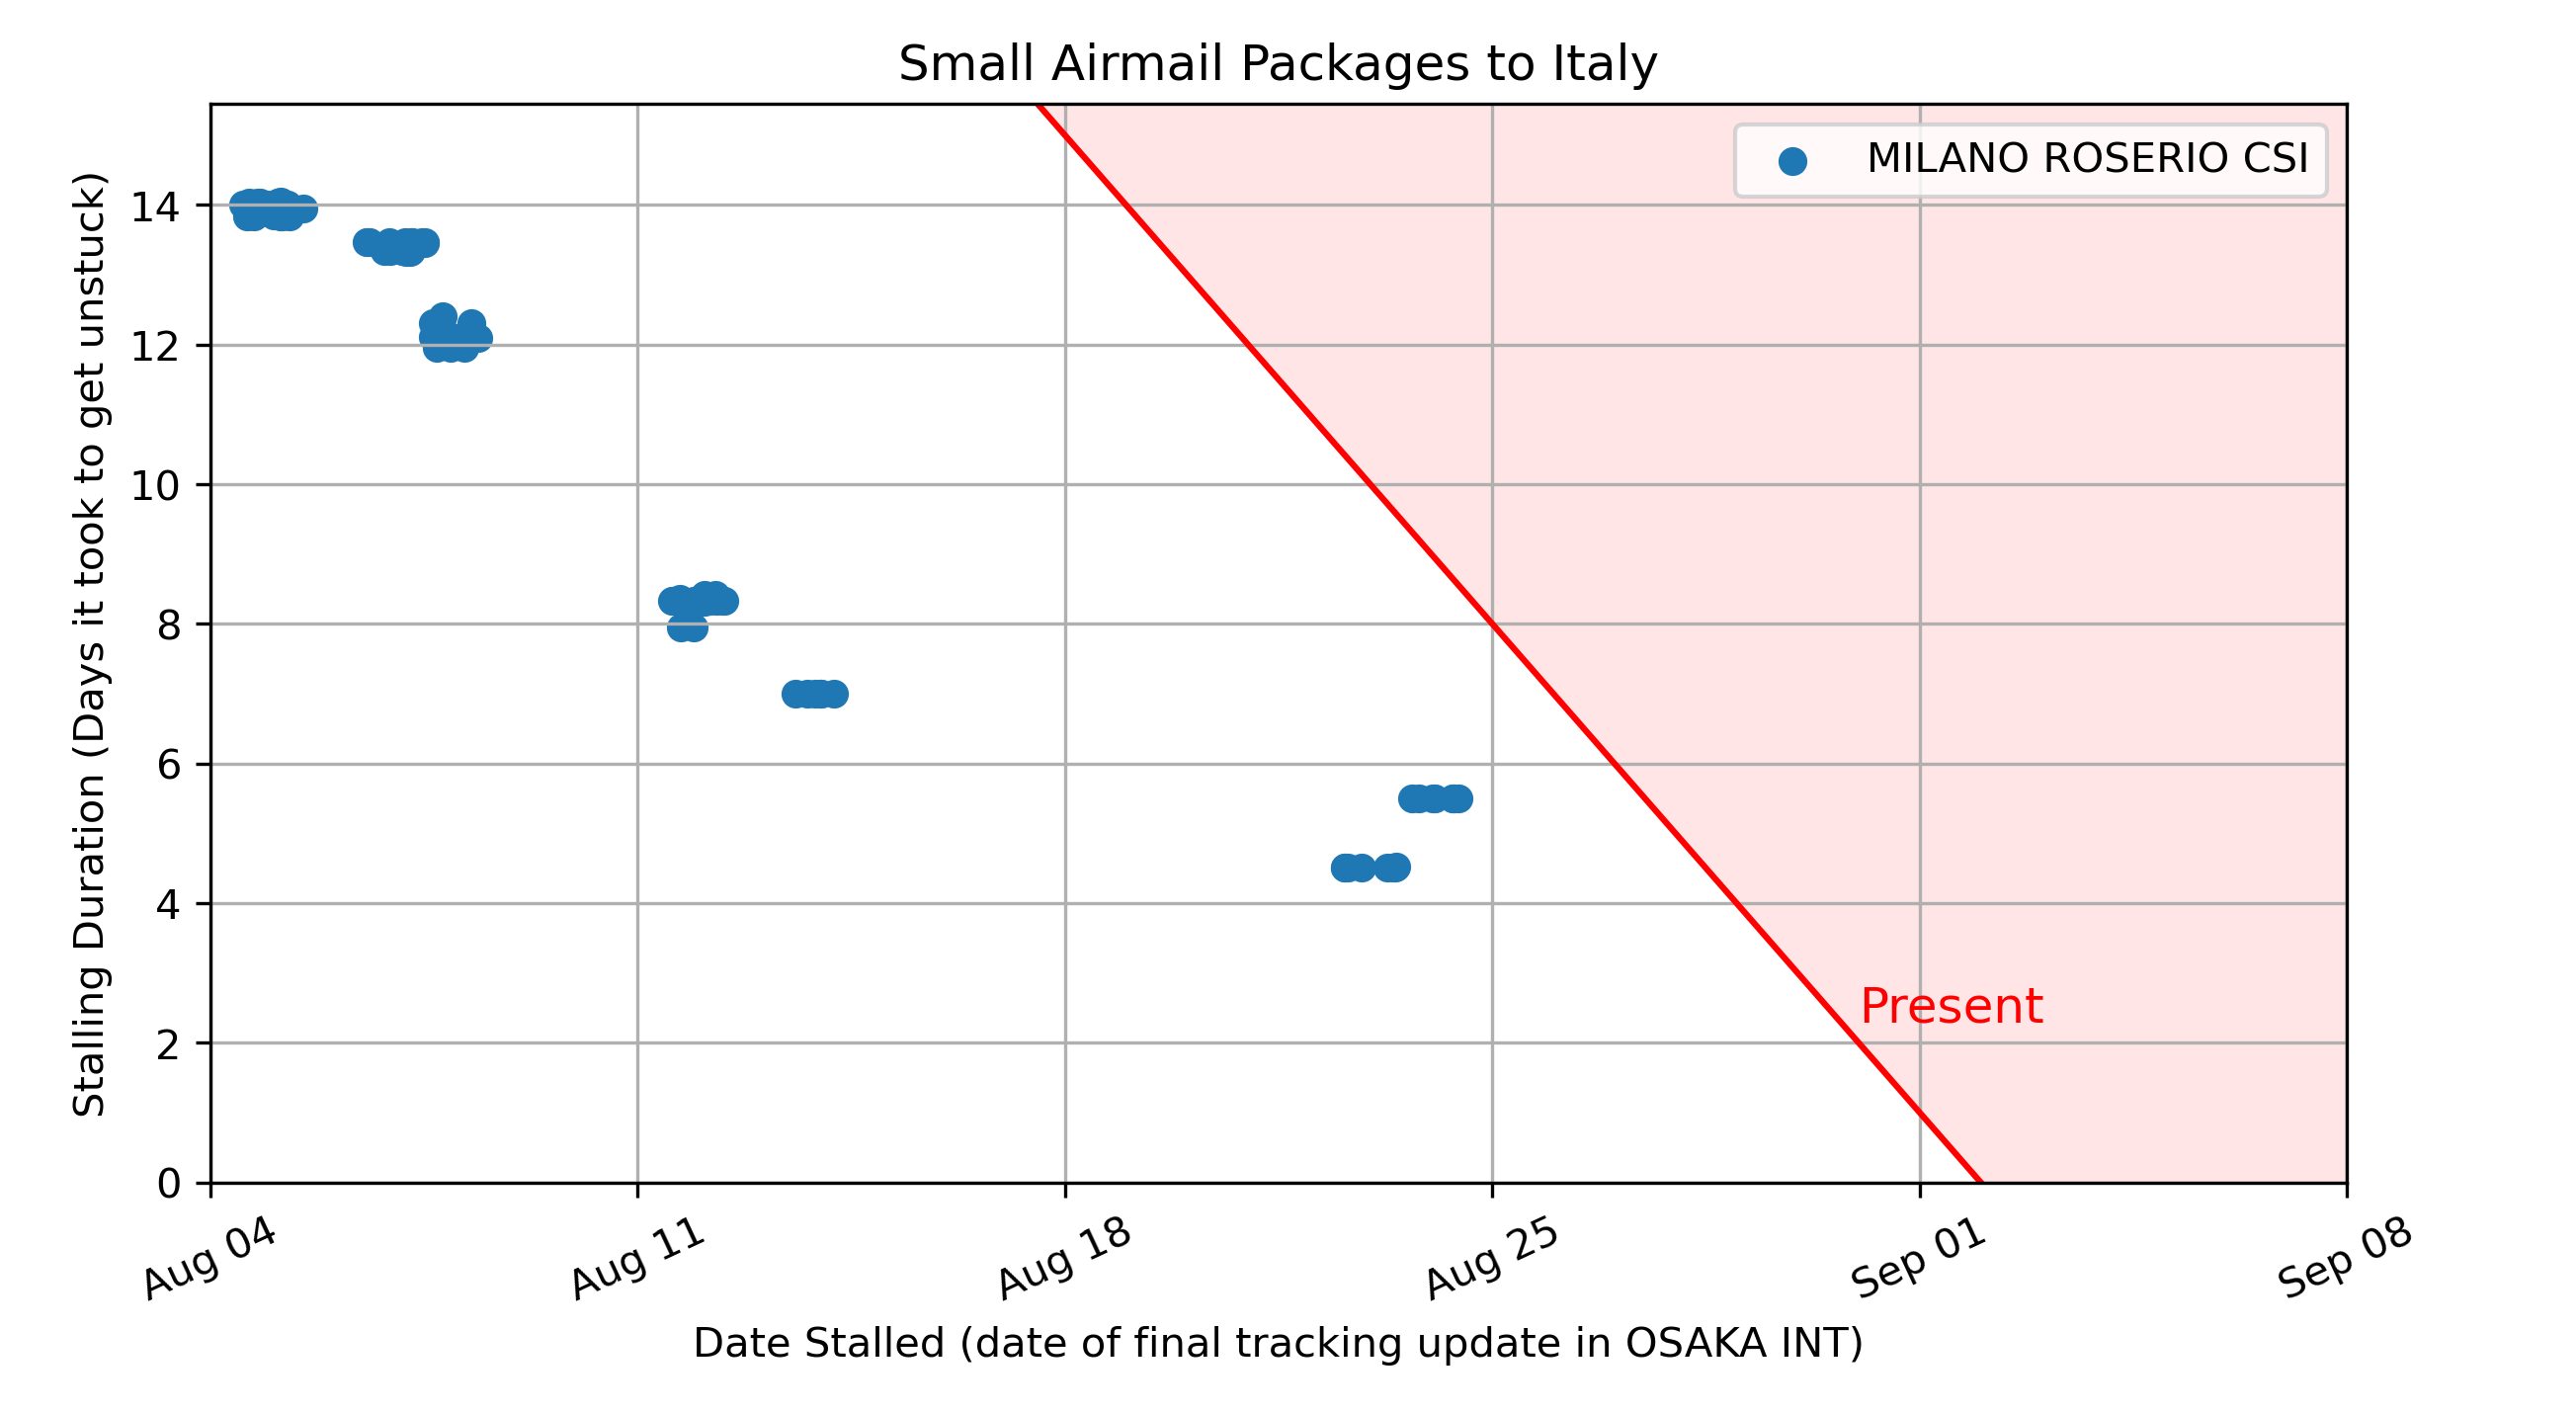 Small Airmail Packages to Italy
MILANO ROSERIO CSI
Stalling Duration (Days it took to get unstuck)
14
12
10
8
6
4
2
0
Present
Aug 04
Aug 11
Aug 18
Aug 25
Sep 01
Sep 08
Date Stalled (date of final tracking update in OSAKA INT)